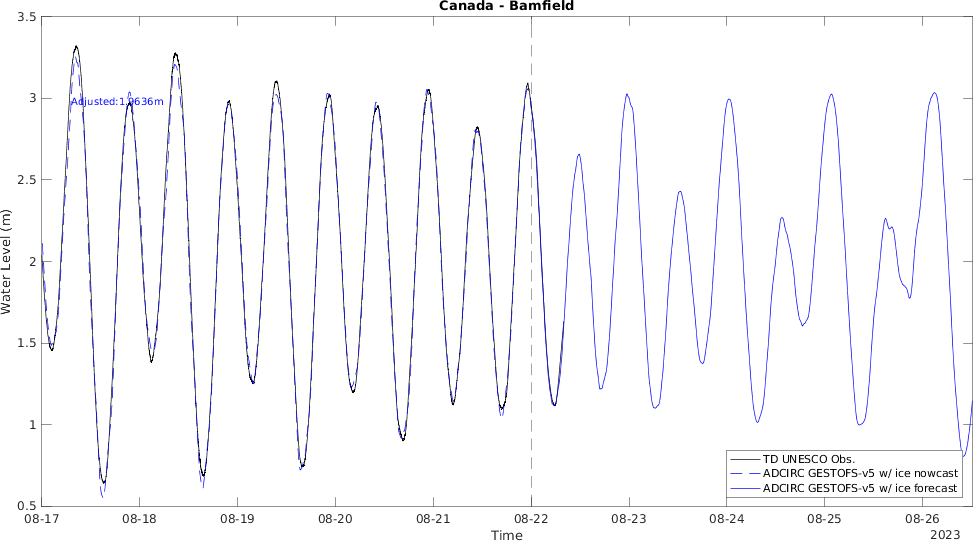 Canada - Bamfield
3.5
3
2.5
2
1.5
1
0.5
Water Level (m)
Adjusted:1.9636m
TD UNESCO Obs.
ADCIRC GESTOFS-v5 w/ ice nowcast
ADCIRC GESTOFS-v5 w/ ice forecast
08-17 08-18 08-19 08-20 08-21 08-22 08-23 08-24 08-25 08-26
Time
2023